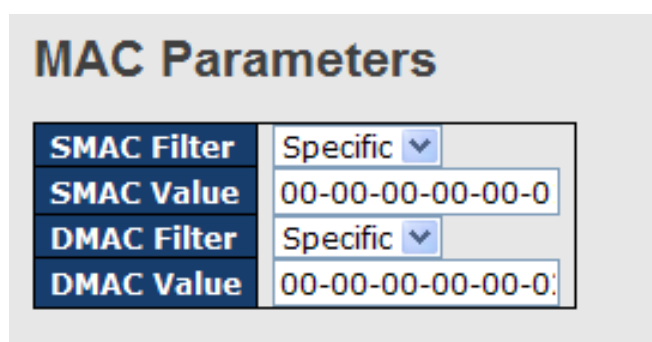 MAC Parameters
SMAC Filter Specific
SMAC Value 00-00-00-00-00-0
DMAC Filter Specific
DMAC Value 00-00-00-00-00-0